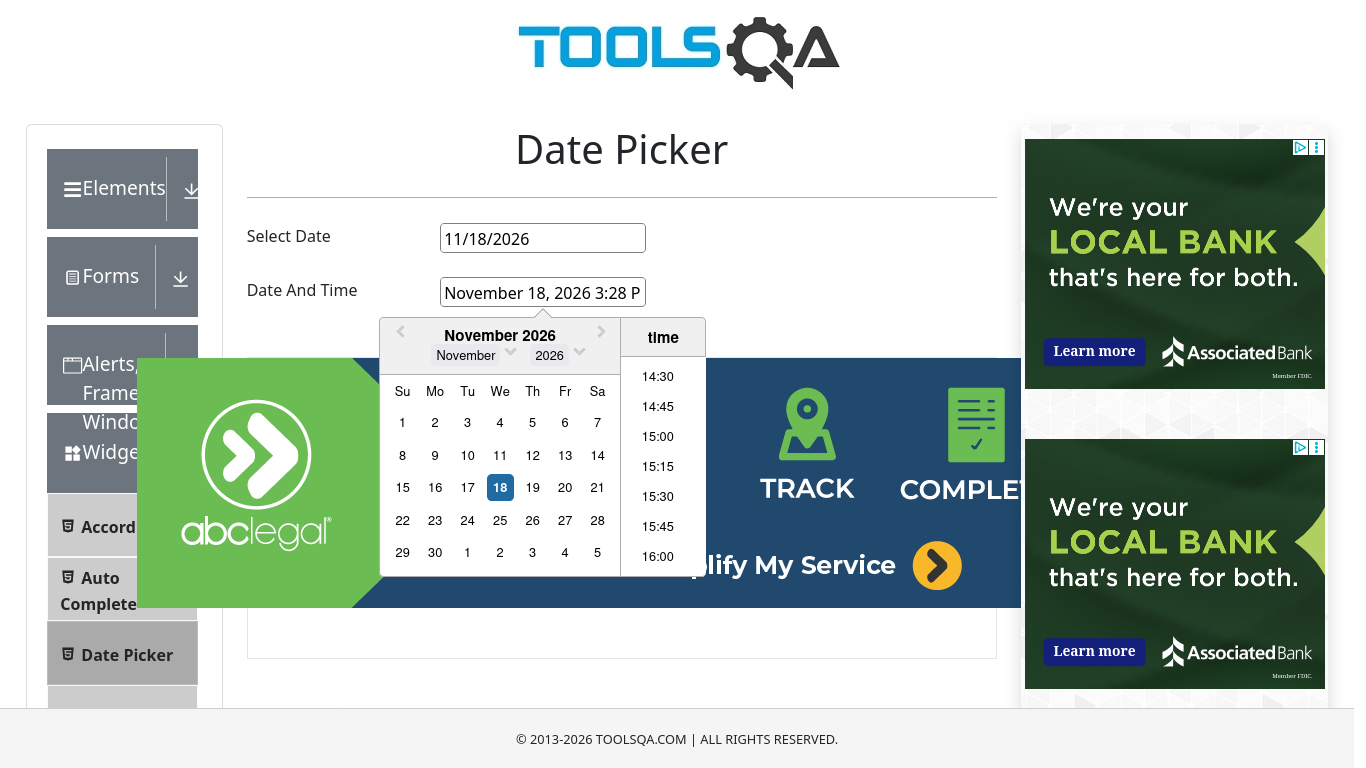 TOOLSQA
Date Picker
Elements
Forms
Alerts,
Frame
Windo
Widge
Accord
Auto
Complete
Date Picker
Select Date
11/18/2026
Date And Time
November 18, 2026 3:28 P
November 2026
November 2026
time
Su Mo Tu We Th Fr Sa
1 2 3 4 5 6 7
8 9 10 11 12 13 14
15 16 17 18 19 20 21
22 23 24 25 26 27 28
29 30 1 2 3 4 5
14:30
14:45
15:00
15:15
15:30
15:45
16:00
abclegal
TRACK
COMPLE
plify My Service
We're your
LOCAL BANK
that's here for both.
Learn more
AssociatedBank
Member FDIC.
We're your
LOCAL BANK
that's here for both.
Learn more
AssociatedBank
Member FDIC.
© 2013-2026 TOOLSQA.COM | ALL RIGHTS RESERVED.